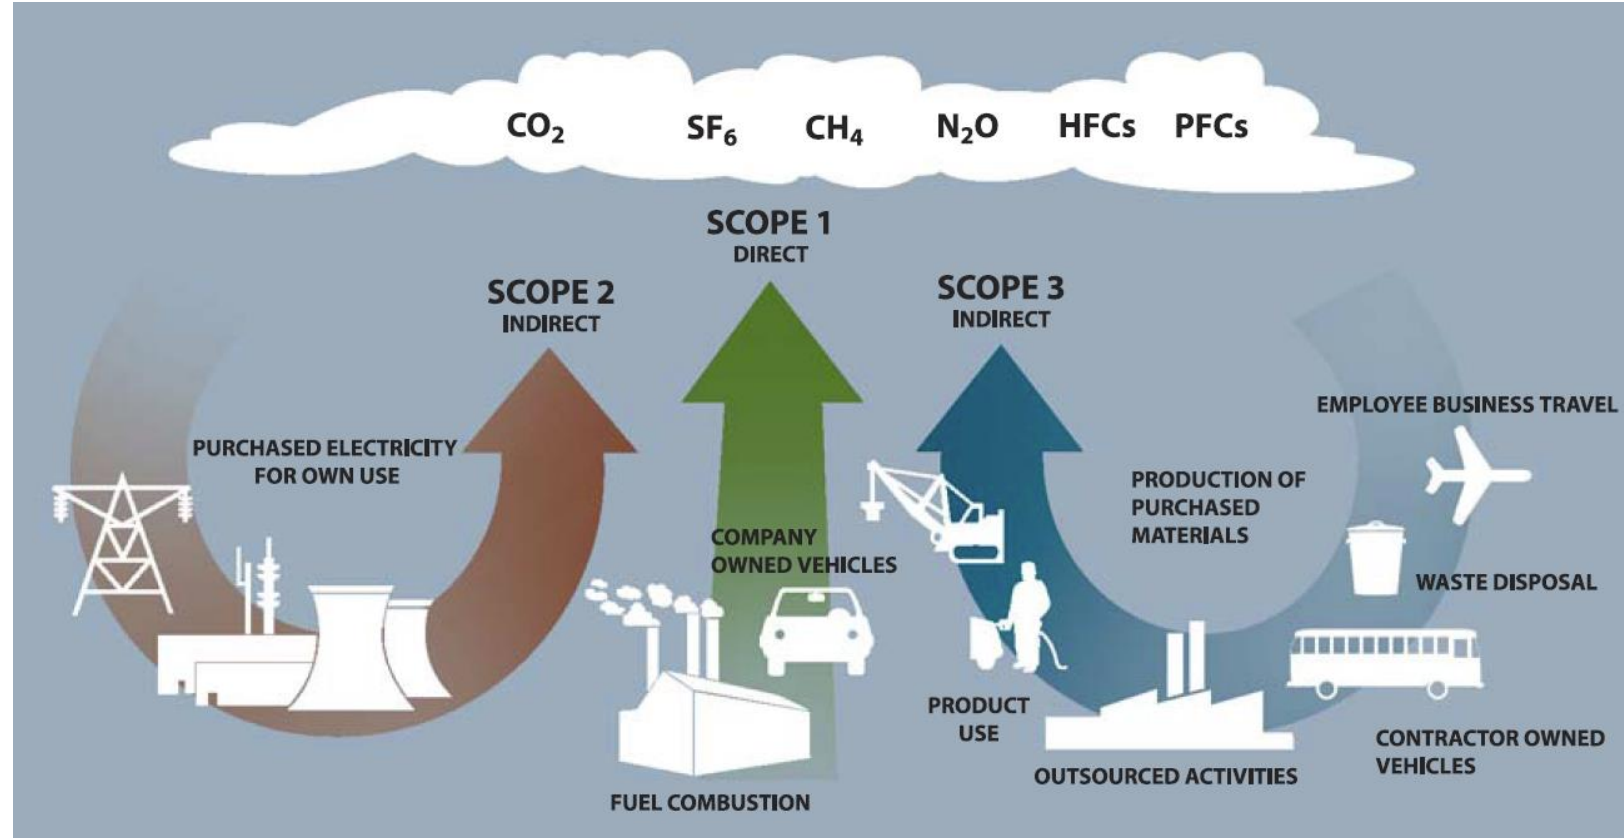 CO₂ SF₆ CH₄ N₂O HFCs PFCs
SCOPE 1
DIRECT
SCOPE 2
INDIRECT
SCOPE 3
INDIRECT
PURCHASED ELECTRICITY
FOR OWN USE
COMPANY
OWNED VEHICLES
FUEL COMBUSTION
EMPLOYEE BUSINESS TRAVEL
PRODUCTION OF
PURCHASED
MATERIALS
WASTE DISPOSAL
PRODUCT
USE
OUTSOURCED ACTIVITIES
CONTRACTOR OWNED
VEHICLES